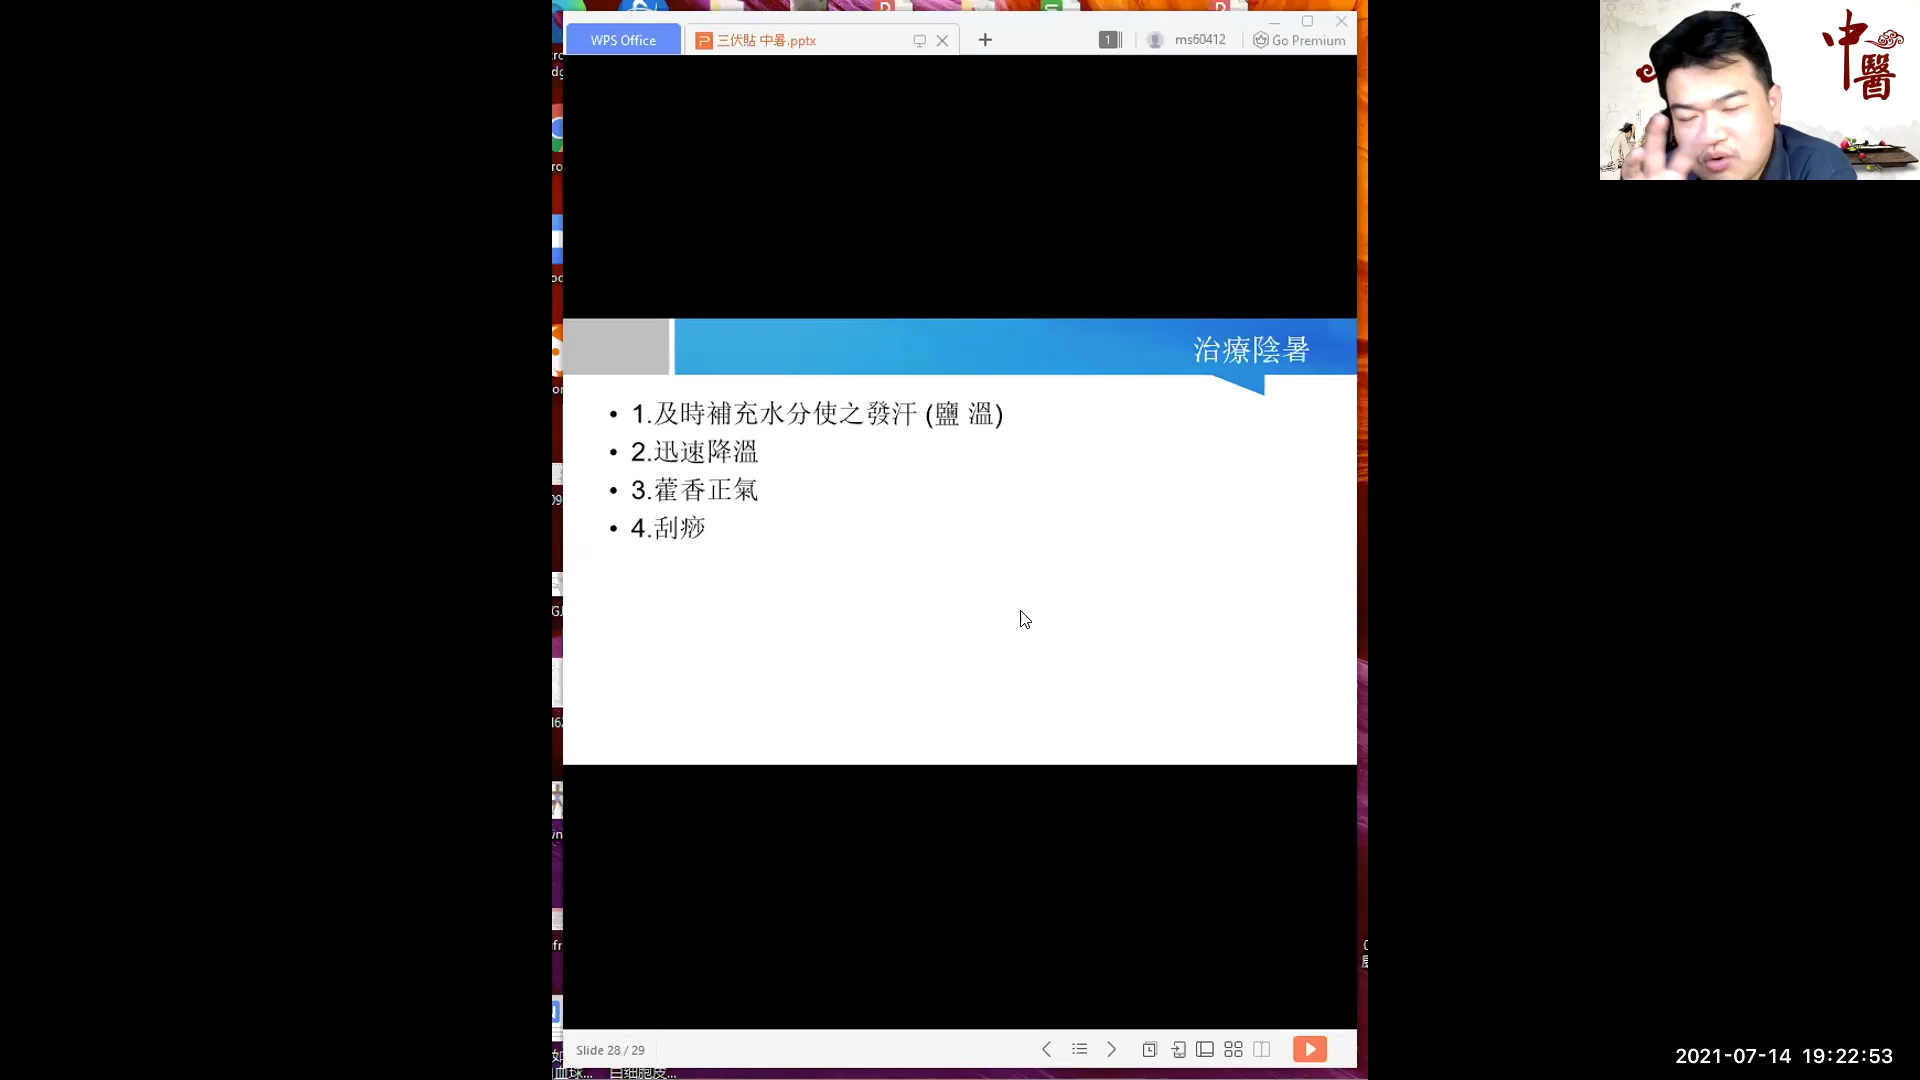 WPS Office
三伏貼 中暑.pptx
1
ms60412
Go Premium
中醫
治療陰暑
• 1.及時補充水分使之發汗 (鹽 溫)
• 2.迅速降溫
• 3.藿香正氣
• 4.刮痧
Slide 28 / 29
2021-07-14 19:22:53